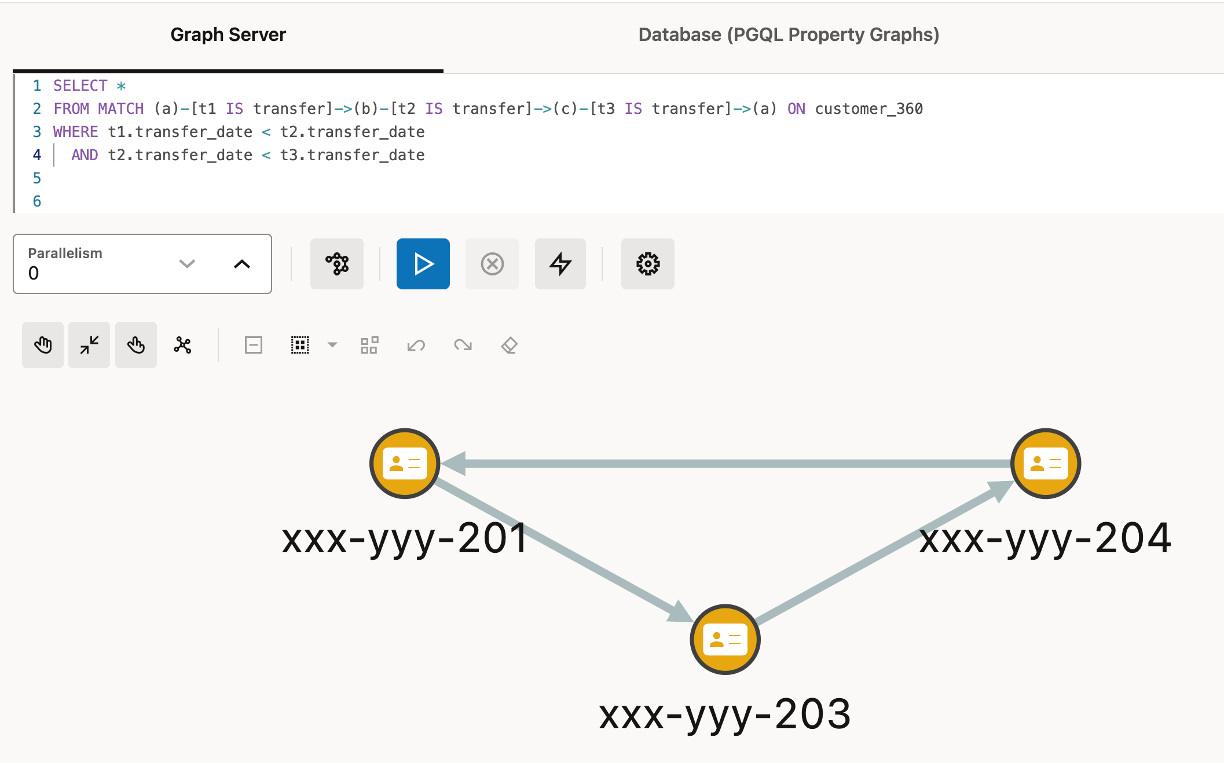 Graph Server
Database (PGQL Property Graphs)
1 SELECT *
2 FROM MATCH (a)-[t1 IS transfer]->(b)-[t2 IS transfer]->(c)-[t3 IS transfer]->(a) ON customer_360
3 WHERE t1.transfer_date < t2.transfer_date
4   AND t2.transfer_date < t3.transfer_date
5
6
Parallelism
0
xxx-yyy-201
xxx-yyy-204
xxx-yyy-203